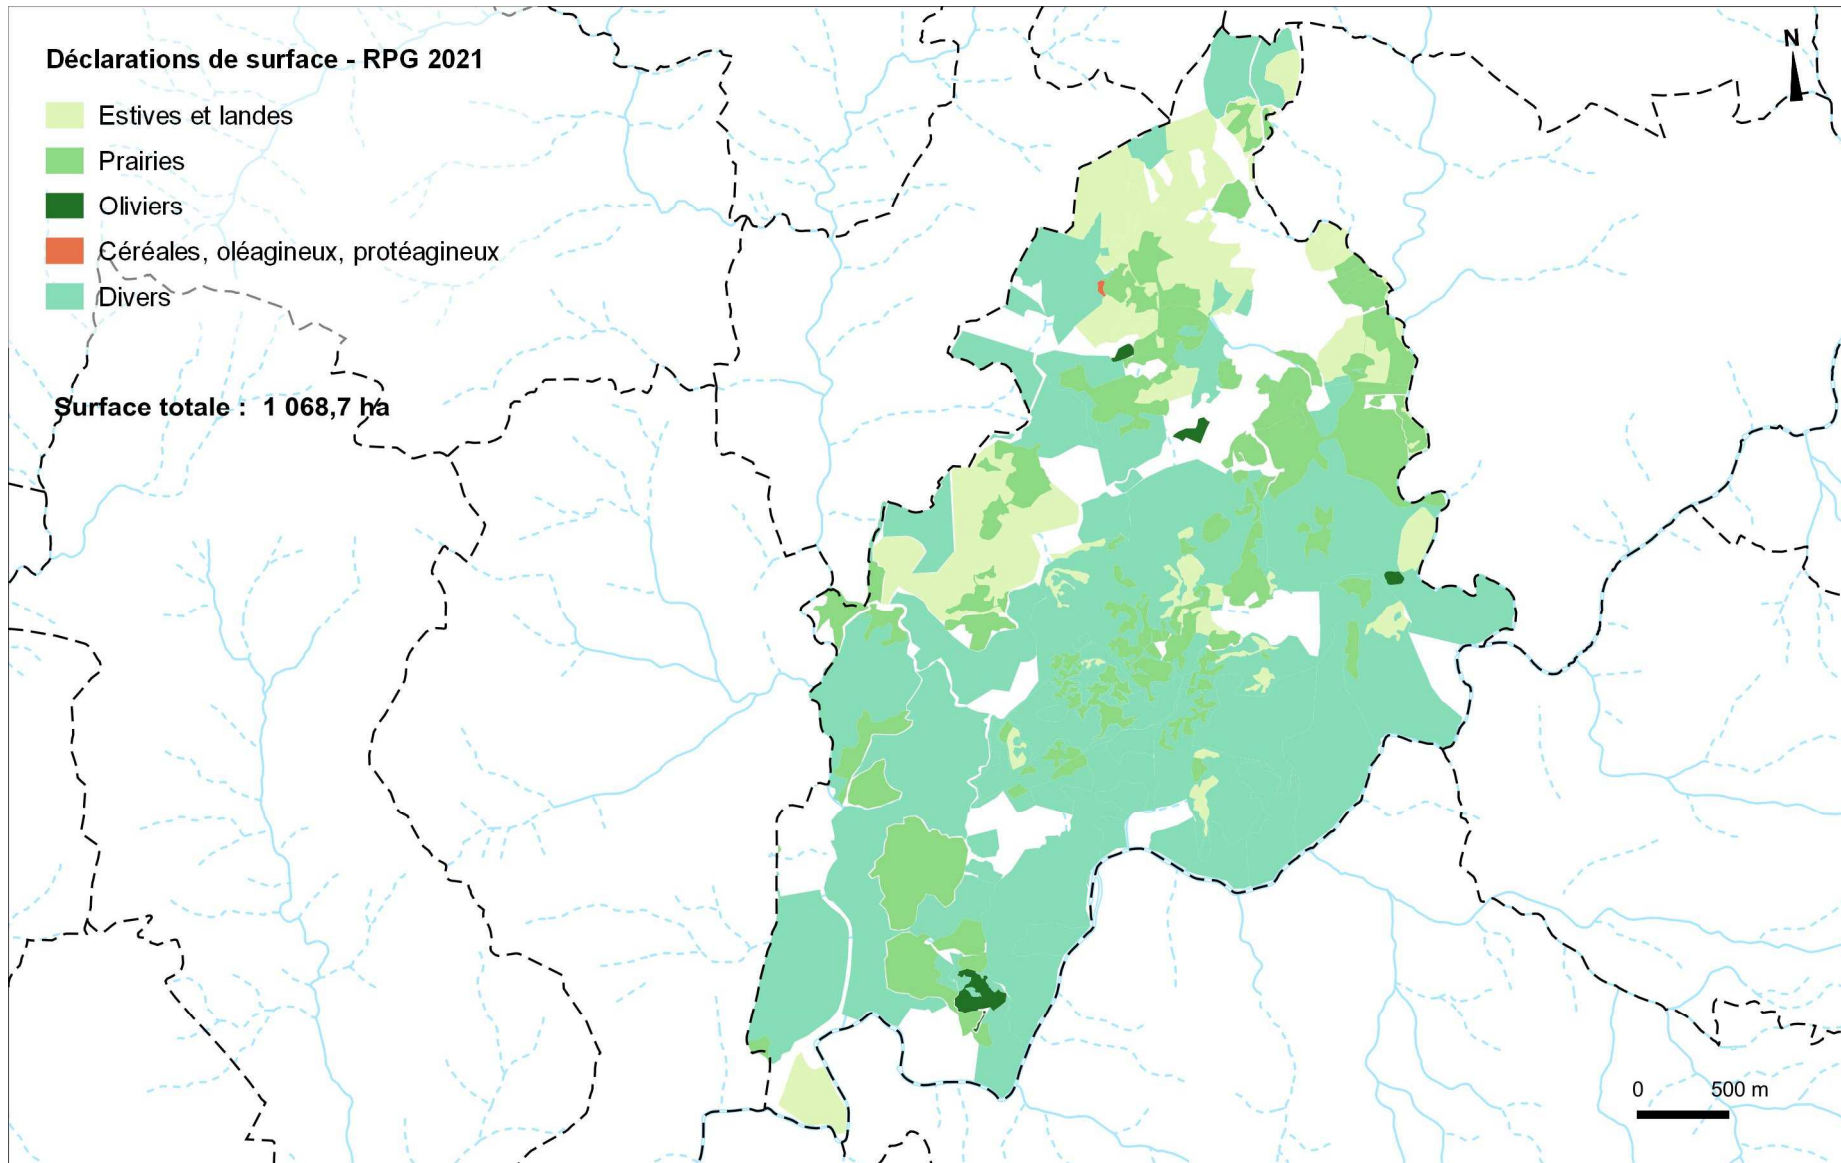 Déclarations de surface - RPG 2021
Estives et landes
Prairies
Oliviers
Céréales, oléagineux, protéagineux
Divers
Surface totale : 1 068,7 ha
N
0 500 m